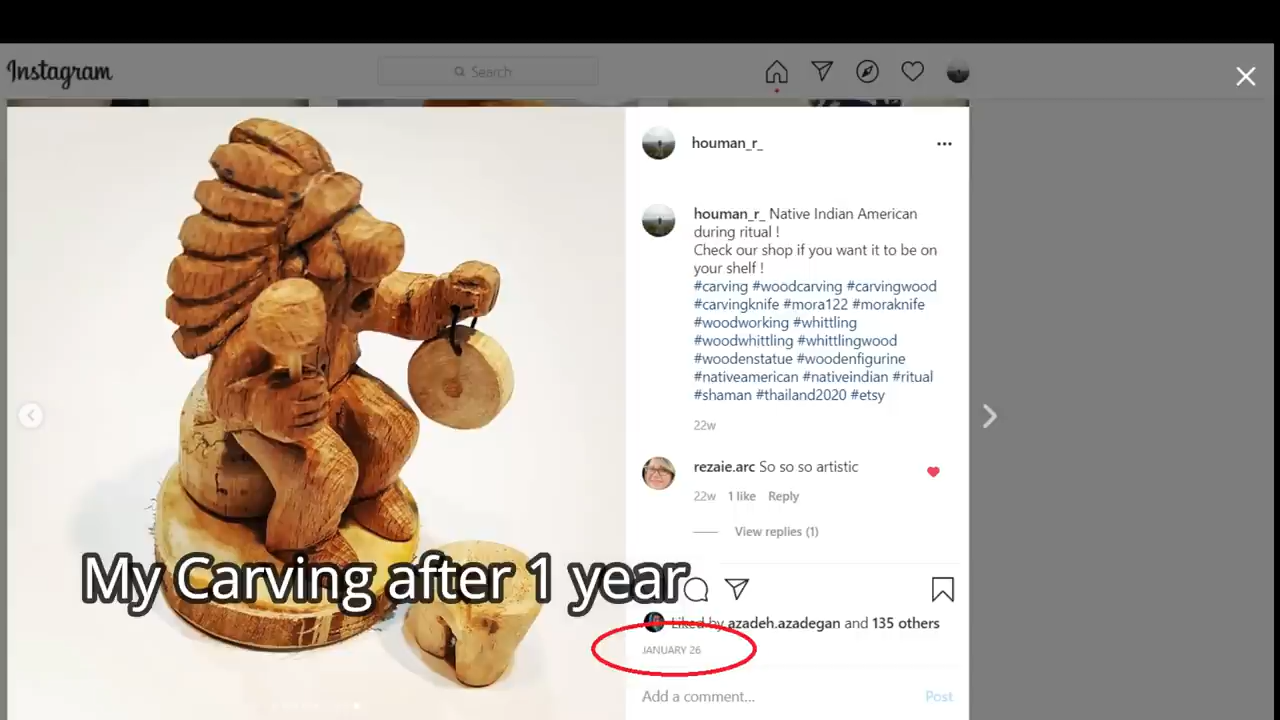 Instagram
Search
houman_r_
houman_r_ Native Indian American
during ritual !
Check our shop if you want it to be on
your shelf !
#carving #woodcarving #carvingwood
#carvingknife #mora122 #moraknife
#woodworking #whittling
#woodwhittling #whittlingwood
#woodenstatue #woodenfigurine
#nativeamerican #nativeindian #ritual
#shaman #thailand2020 #etsy
22w
rezaie.arc So so so artistic
22w 1 like Reply
View replies (1)
My Carving after 1 year
Liked by azadeh.azadegan and 135 others
JANUARY 26
Add a comment... Post